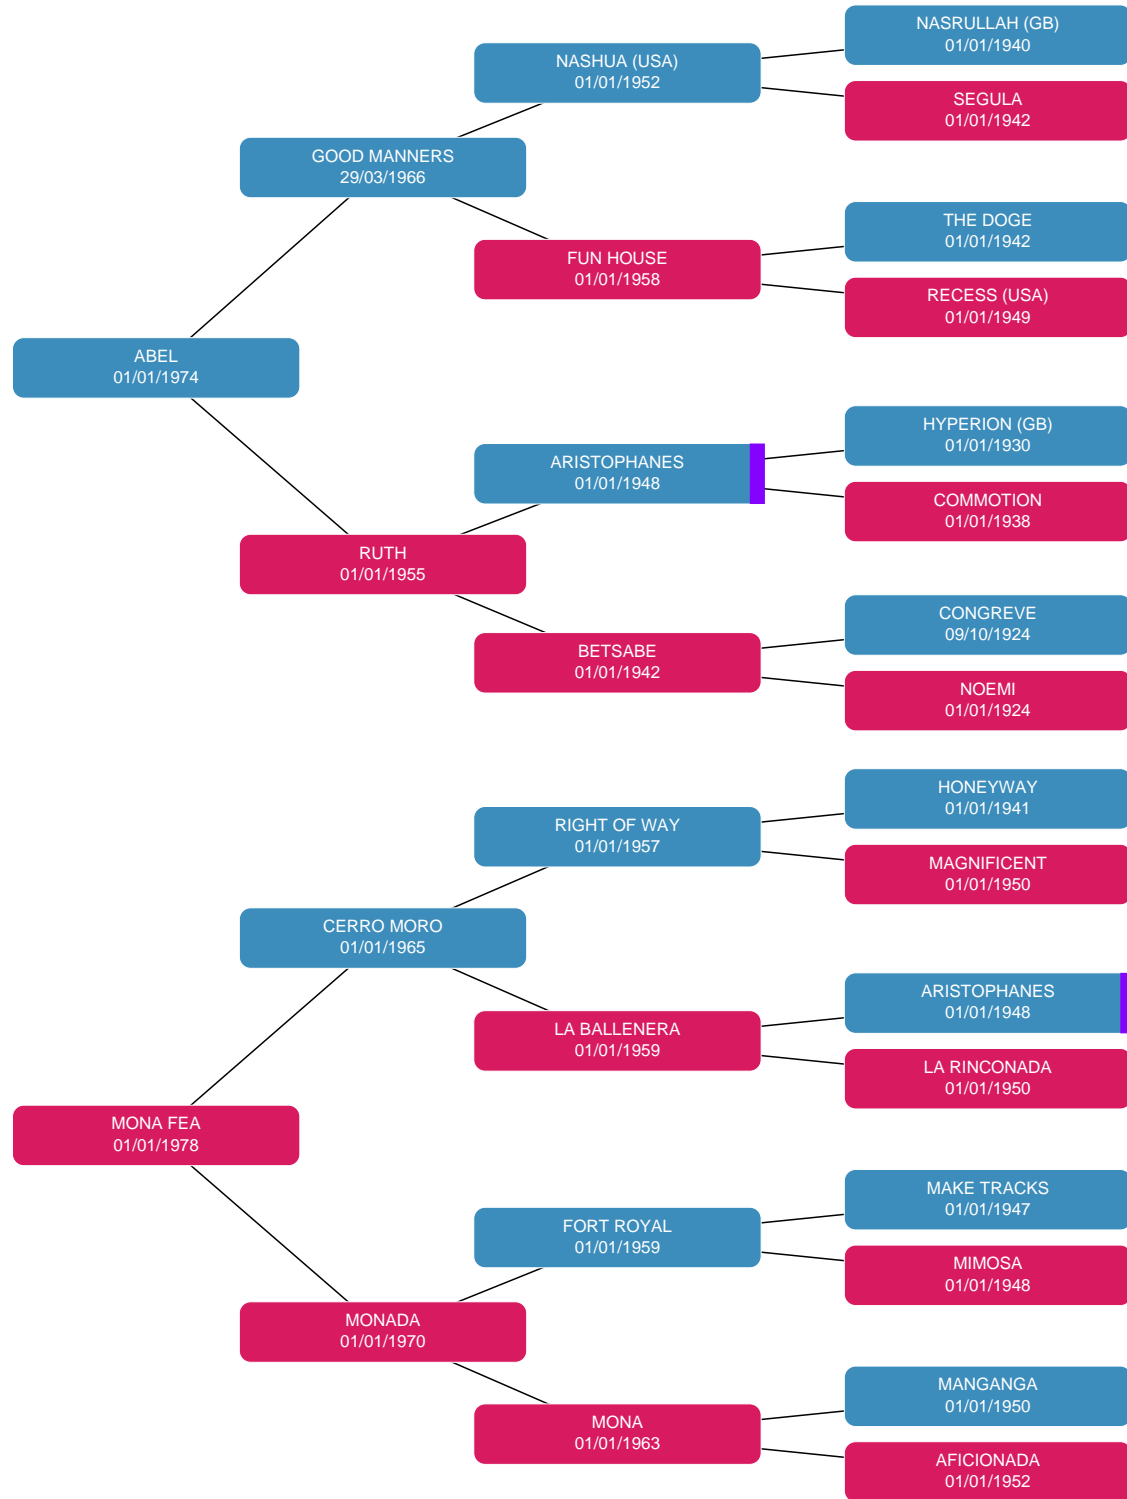 NASRULLAH (GB)
01/01/1940
NASHUA (USA)
01/01/1952
SEGULA
01/01/1942
GOOD MANNERS
29/03/1966
THE DOGE
01/01/1942
FUN HOUSE
01/01/1958
RECESS (USA)
01/01/1949
ABEL
01/01/1974
HYPERION (GB)
01/01/1930
ARISTOPHANES
01/01/1948
COMMOTION
01/01/1938
RUTH
01/01/1955
CONGREVE
09/10/1924
BETSABE
01/01/1942
NOEMI
01/01/1924
HONEYWAY
01/01/1941
RIGHT OF WAY
01/01/1957
MAGNIFICENT
01/01/1950
CERRO MORO
01/01/1965
ARISTOPHANES
01/01/1948
LA BALLENERA
01/01/1959
LA RINCONADA
01/01/1950
MONA FEA
01/01/1978
MAKE TRACKS
01/01/1947
FORT ROYAL
01/01/1959
MIMOSA
01/01/1948
MONADA
01/01/1970
MANGANGA
01/01/1950
MONA
01/01/1963
AFICIONADA
01/01/1952